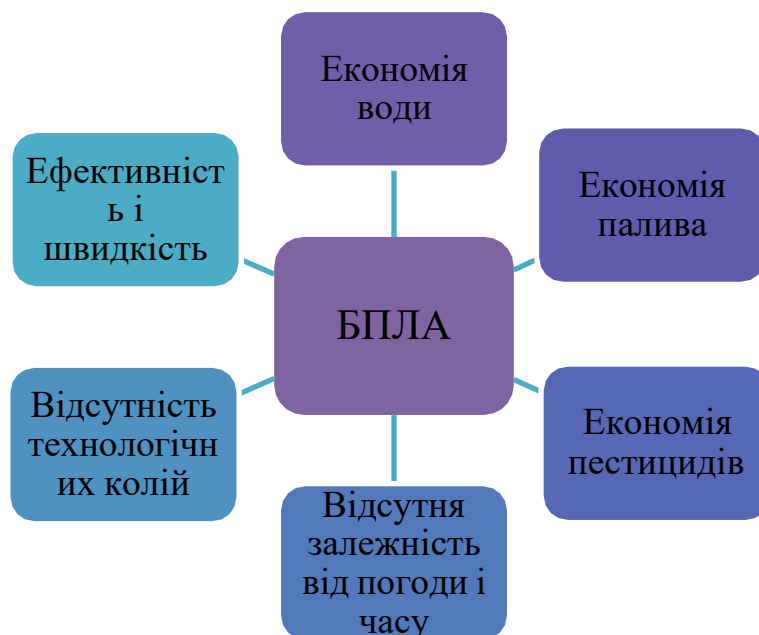 Економія
води
Ефективніст
ь і
швидкість
Економія
палива
БПЛА
Відсутність
технологічн
их колій
Економія
пестицидів
Відсутня
залежність
від погоди і
часу